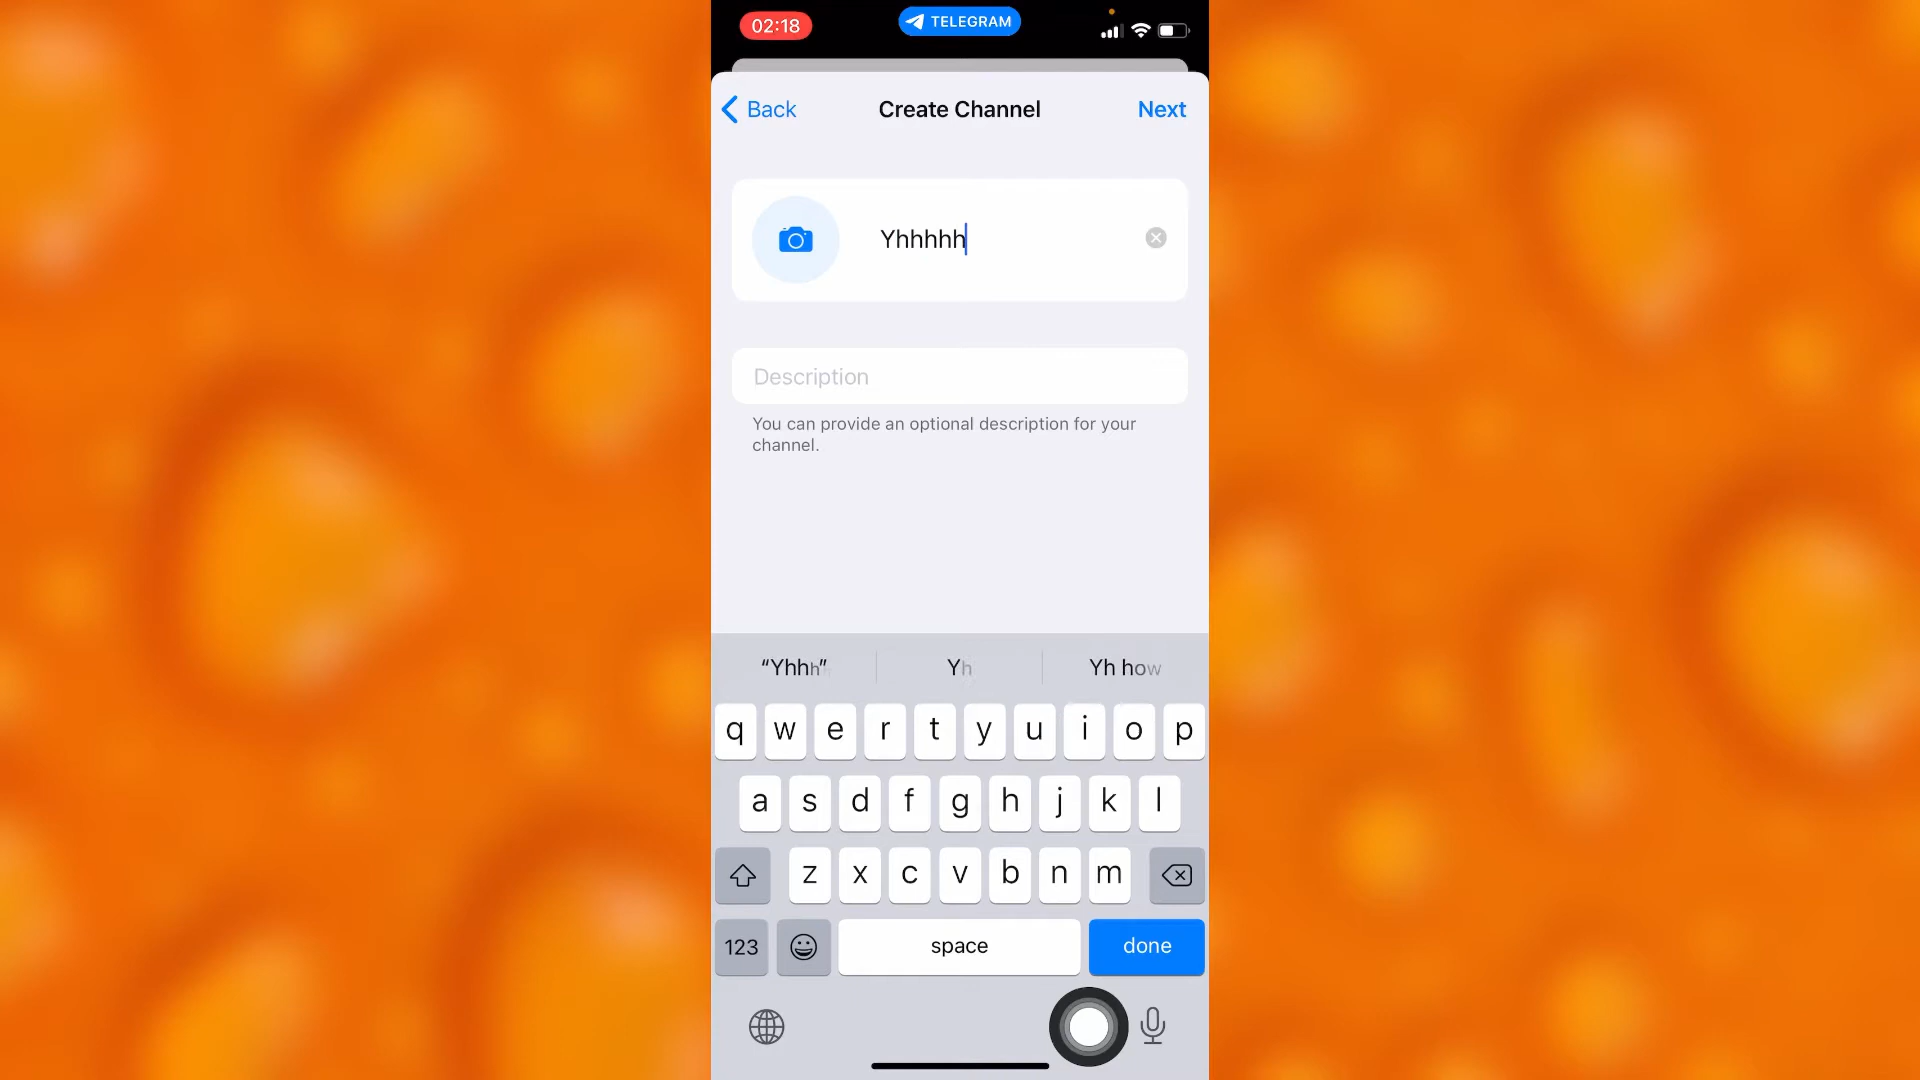 02:18
TELEGRAM
Back
Create Channel
Next
Yhhhhh
Description
You can provide an optional description for your
channel.
“Yhhh”
Yh
Yh how
q w e r t y u i o p
a s d f g h j k l
z x c v b n m
123
space
done